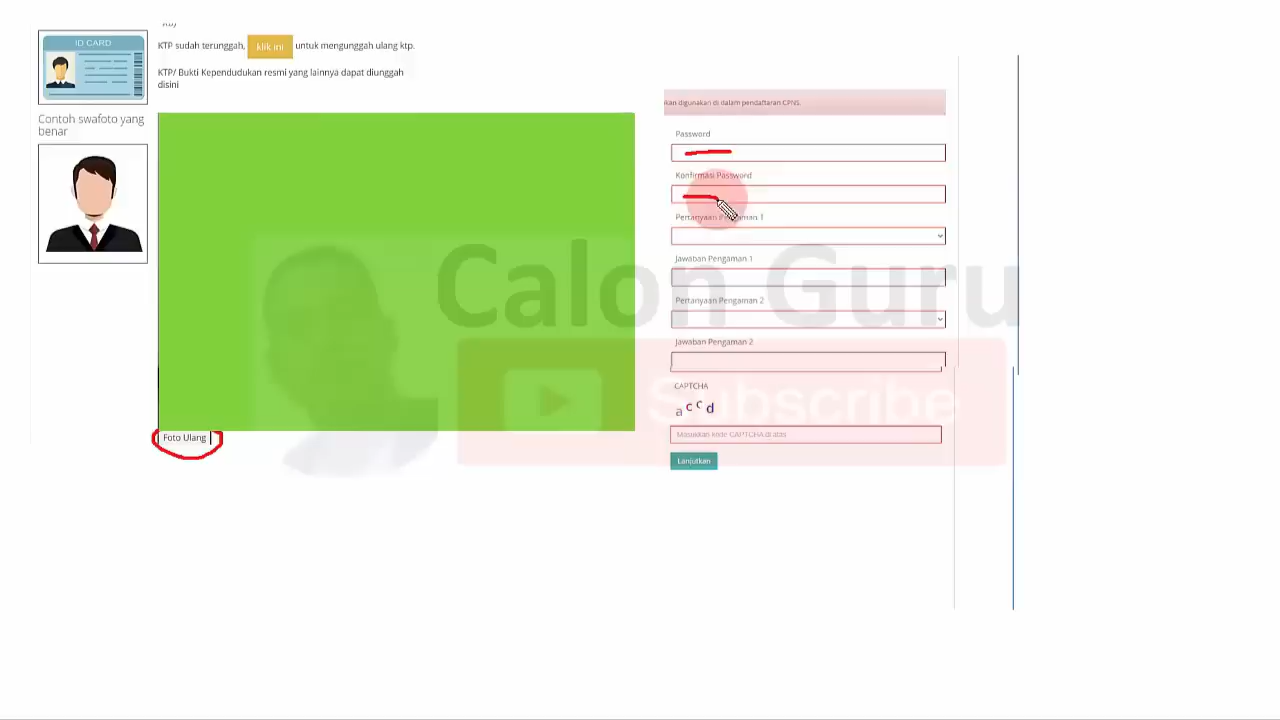 ID CARD
KTP sudah terunggah, klik ini untuk mengunggah ulang ktp.
KTP/ Bukti Kependudukan resmi yang lainnya dapat diunggah
disini
Contoh swafoto yang
benar
Foto Ulang
kan digunakan di dalam pendaftaran CPNS.
Password
Konfirmasi Password
Pertanyaan Pengaman 1
Jawaban Pengaman 1
Pertanyaan Pengaman 2
Jawaban Pengaman 2
CAPTCHA
a c c d
Masukkan kode CAPTCHA di atas
Lanjutkan
Calon Guru
Subscribe